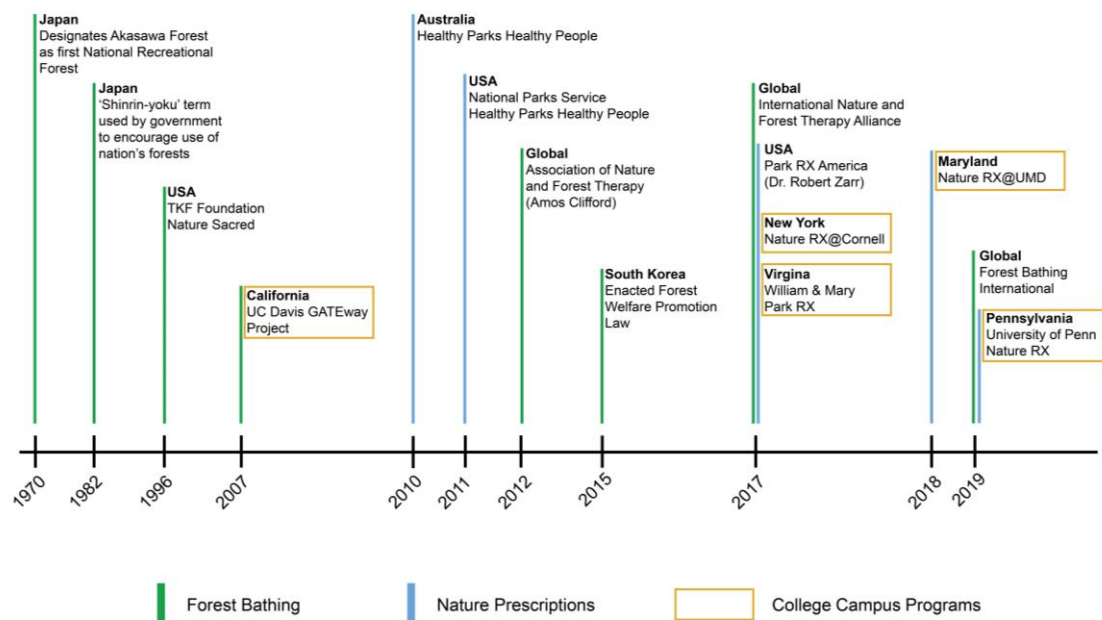 Japan
Designates Akasawa Forest
as first National Recreational
Forest
Japan
‘Shinrin-yoku’ term
used by government
to encourage use of
nation’s forests
USA
TKF Foundation
Nature Sacred
California
UC Davis GATEway
Project
Australia
Healthy Parks Healthy People
USA
National Parks Service
Healthy Parks Healthy People
Global
Association of Nature
and Forest Therapy
(Amos Clifford)
South Korea
Enacted Forest
Welfare Promotion
Law
Global
International Nature and
Forest Therapy Alliance
USA
Park RX America
(Dr. Robert Zarr)
New York
Nature RX@Cornell
Virgina
William & Mary
Park RX
Maryland
Nature RX@UMD
Global
Forest Bathing
International
Pennsylvania
University of Penn
Nature RX
1970
1982
1996
2007
2010
2011
2012
2015
2017
2018
2019
Forest Bathing
Nature Prescriptions
College Campus Programs